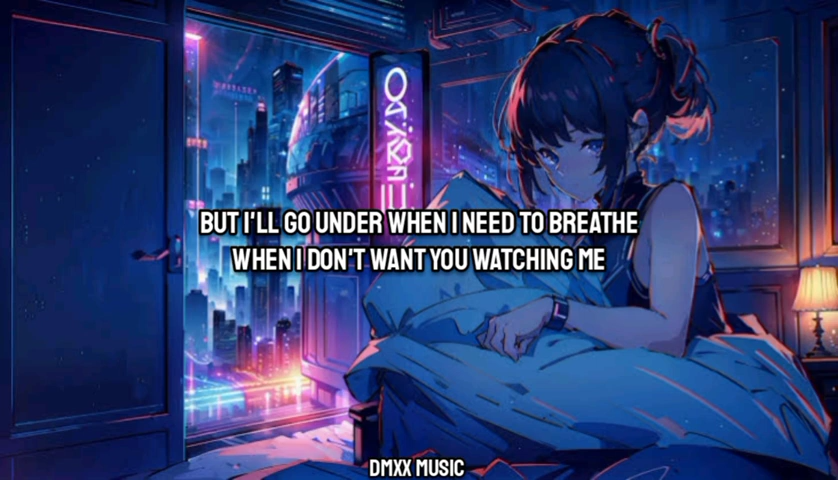 BUT I'LL GO UNDER WHEN I NEED TO BREATHE
WHEN I DON'T WANT YOU WATCHING ME
DMXX MUSIC